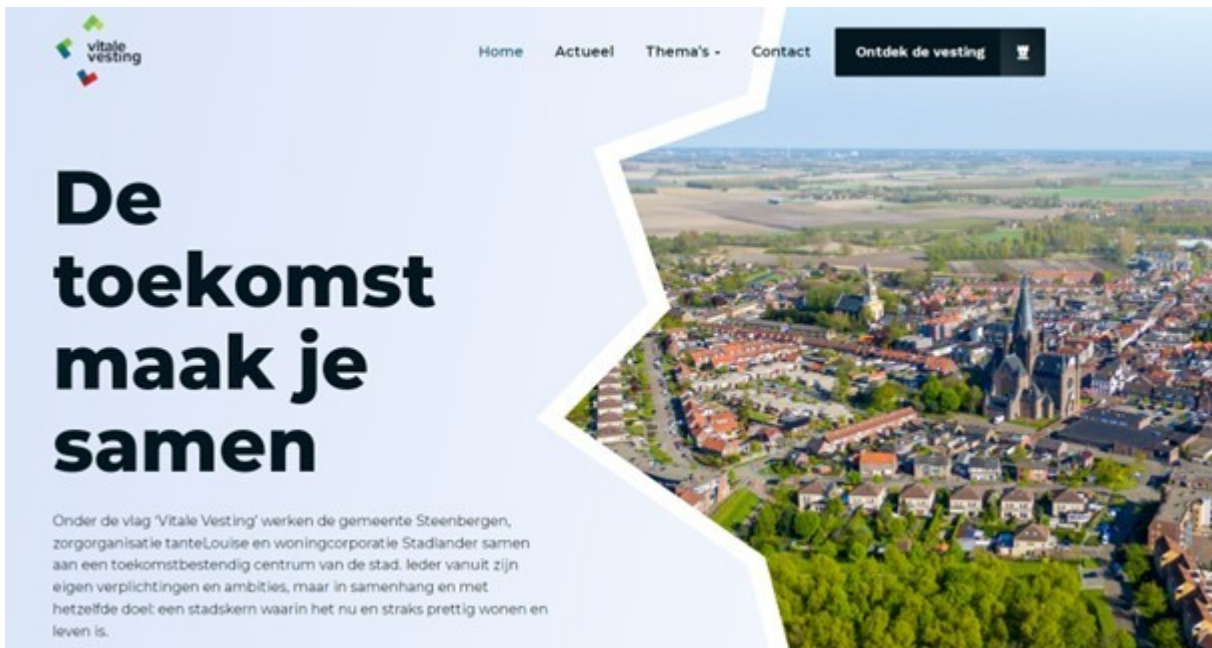 vitale
vesting
Home Actueel Thema's Contact Ontdek de vesting
De
toekomst
maak je
samen
Onder de vlag 'Vitale Vesting' werken de gemeente Steenbergen,
zorgorganisatie tanteLouise en woningcorporatie Stadlander samen
aan een toekomstbestendig centrum van de stad. Ieder vanuit zijn
eigen verplichtingen en ambities, maar in samenhang en met
hetzelfde doel: een stadskern waarin het nu en straks prettig wonen en
leven is.